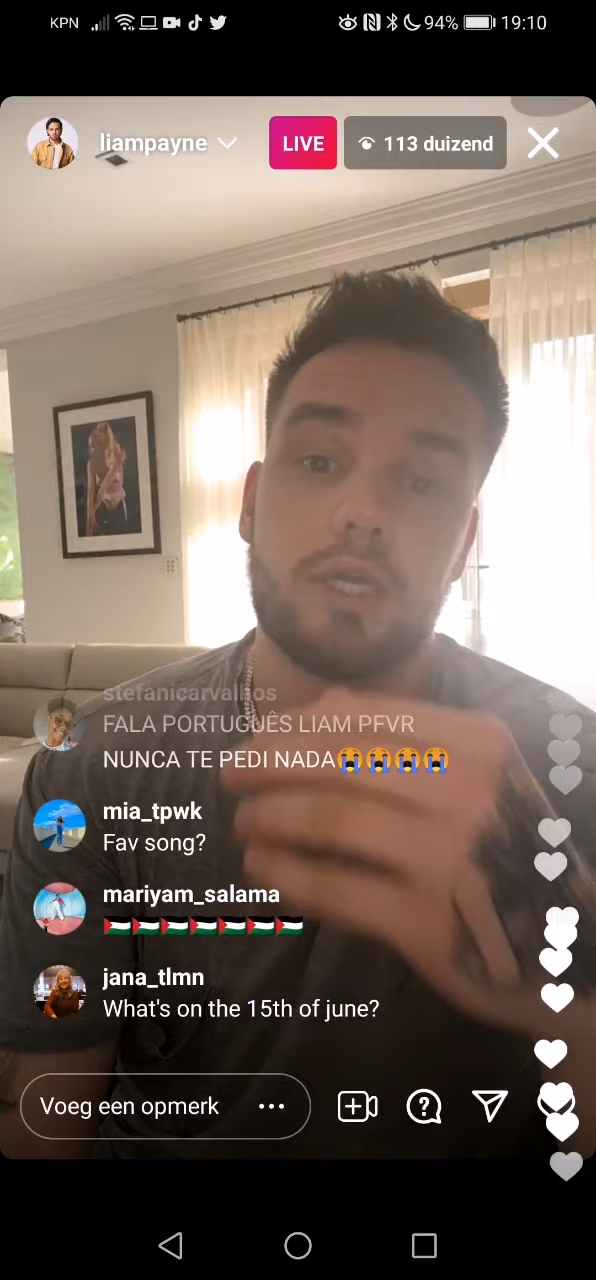 KPN
94%
19:10
liampayne
LIVE
113 duizend
stefanicarvalhos
FALA PORTUGUÊS LIAM PFVR
NUNCA TE PEDI NADA😭😭😭😭
mia_tpwk
Fav song?
mariyam_salama
🇵🇸🇵🇸🇵🇸🇵🇸🇵🇸🇵🇸🇵🇸
jana_tlmn
What's on the 15th of june?
Voeg een opmerk